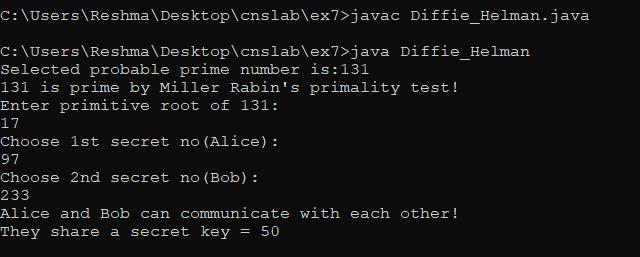 C:\Users\Reshma\Desktop\cnslab\ex7>javac Diffie_Helman.java
C:\Users\Reshma\Desktop\cnslab\ex7>java Diffie_Helman
Selected probable prime number is:131
131 is prime by Miller Rabin's primality test!
Enter primitive root of 131:
17
Choose 1st secret no(Alice):
97
Choose 2nd secret no(Bob):
233
Alice and Bob can communicate with each other!
They share a secret key = 50